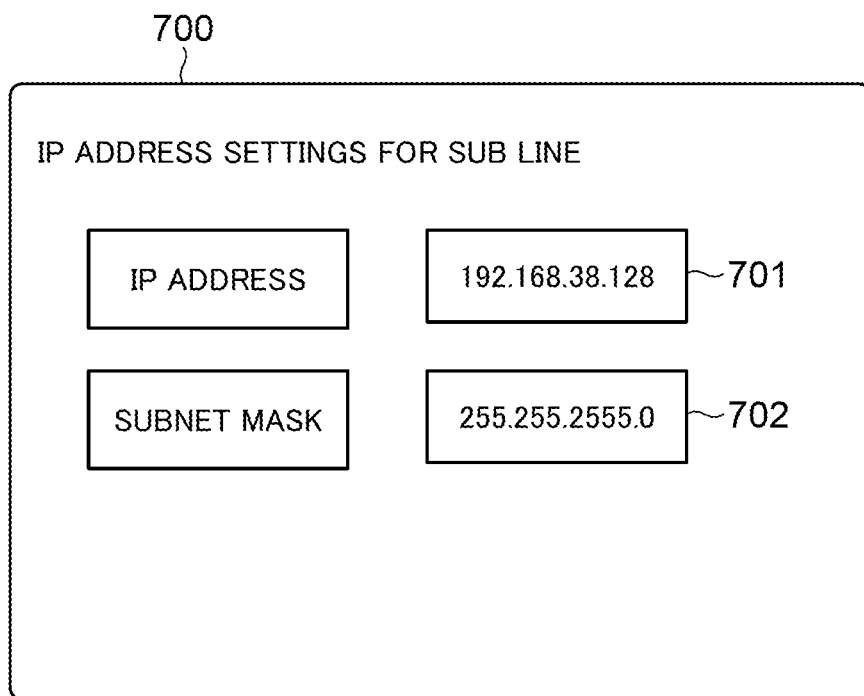 700
IP ADDRESS SETTINGS FOR SUB LINE
IP ADDRESS
192.168.38.128
701
SUBNET MASK
255.255.2555.0
702